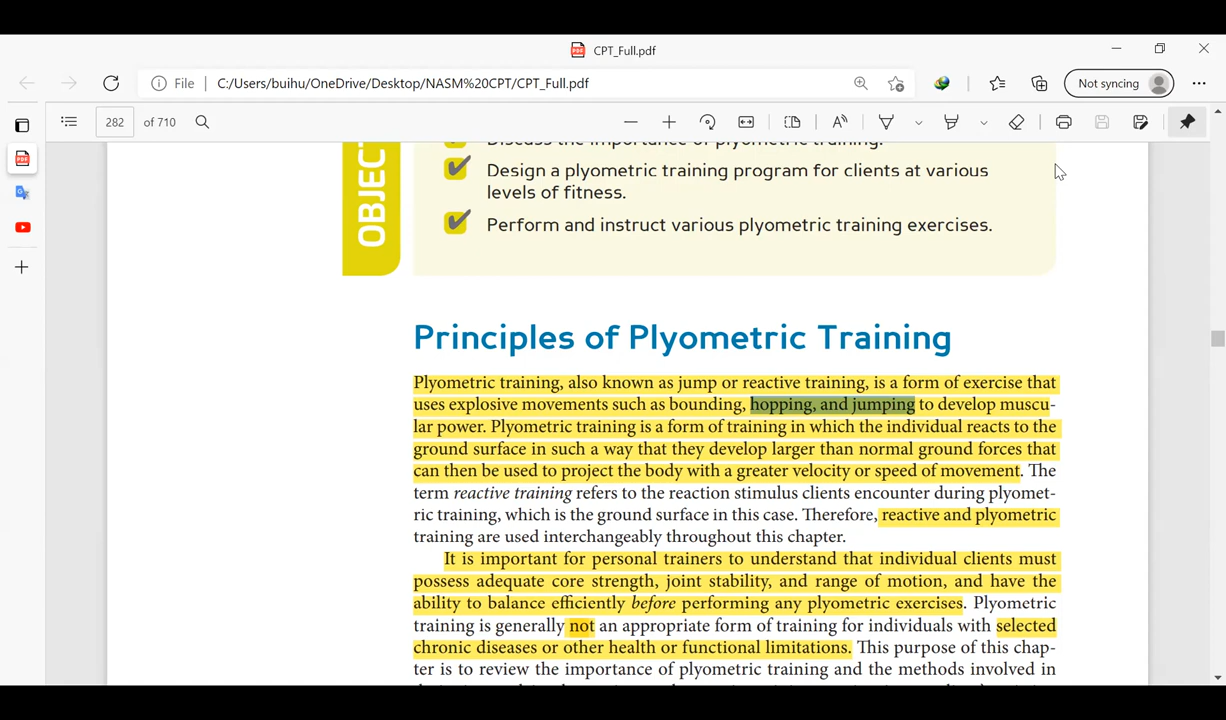 CPT_Full.pdf
File | C:/Users/buihu/OneDrive/Desktop/NASM%20CPT/CPT_Full.pdf
Not syncing
282 of 710
Discuss the importance of plyometric training.
Design a plyometric training program for clients at various
levels of fitness.
Perform and instruct various plyometric training exercises.
OBJECT
Principles of Plyometric Training
Plyometric training, also known as jump or reactive training, is a form of exercise that
uses explosive movements such as bounding, hopping, and jumping to develop muscu-
lar power. Plyometric training is a form of training in which the individual reacts to the
ground surface in such a way that they develop larger than normal ground forces that
can then be used to project the body with a greater velocity or speed of movement. The
term reactive training refers to the reaction stimulus clients encounter during plyomet-
ric training, which is the ground surface in this case. Therefore, reactive and plyometric
training are used interchangeably throughout this chapter.
It is important for personal trainers to understand that individual clients must
possess adequate core strength, joint stability, and range of motion, and have the
ability to balance efficiently before performing any plyometric exercises. Plyometric
training is generally not an appropriate form of training for individuals with selected
chronic diseases or other health or functional limitations. This purpose of this chap-
ter is to review the importance of plyometric training and the methods involved in